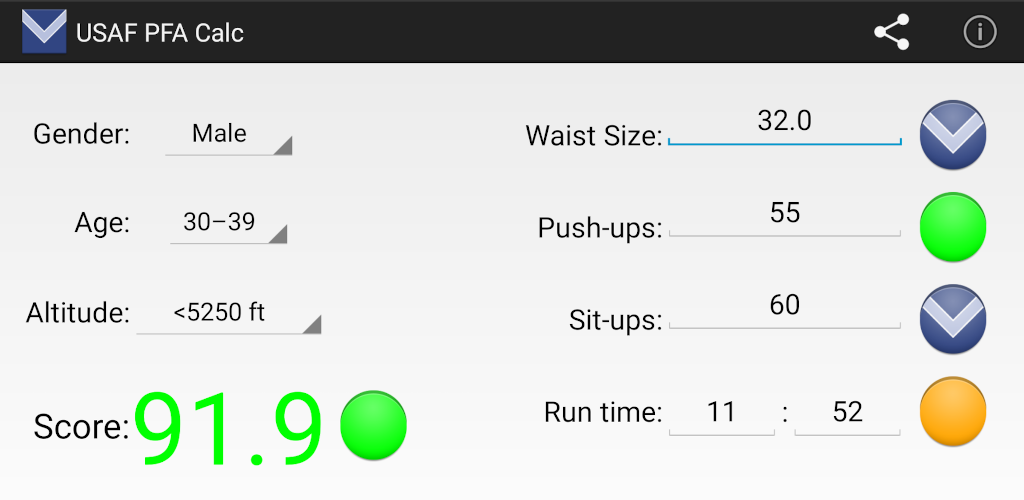 USAF PFA Calc
Gender: Male
Age: 30–39
Altitude: <5250 ft
Score: 91.9
Waist Size: 32.0
Push-ups: 55
Sit-ups: 60
Run time: 11 : 52